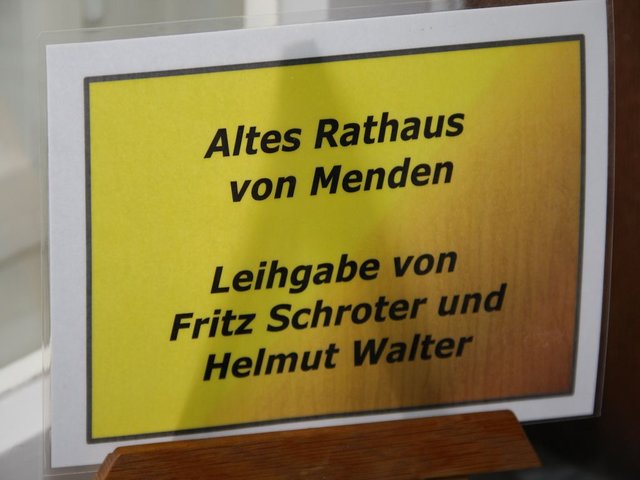 Altes Rathaus
von Menden
Leihgabe von
Fritz Schroter und
Helmut Walter